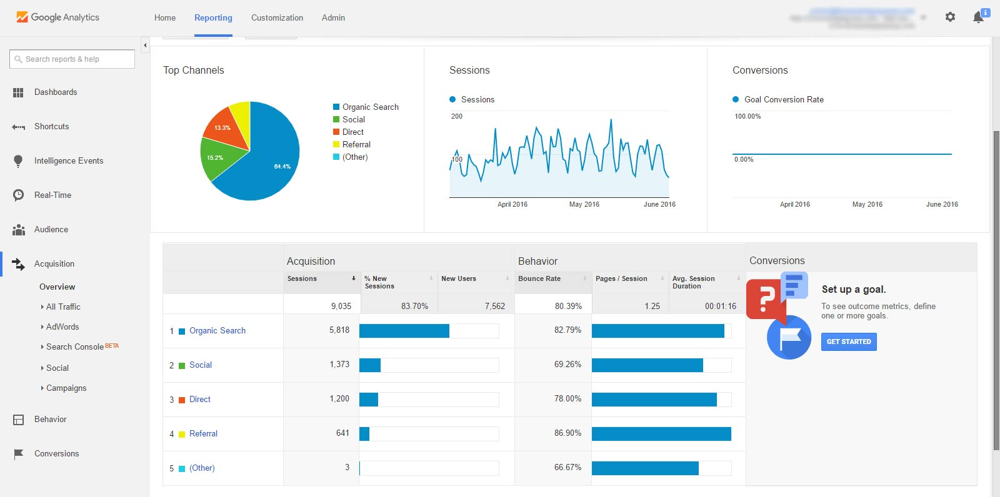 Google Analytics
Home Reporting Customization Admin
i
Search reports & help
Dashboards
Shortcuts
Intelligence Events
Real-Time
Audience
Acquisition
Overview
All Traffic
AdWords
Search Console BETA
Social
Campaigns
Behavior
Conversions
Top Channels
13.3%
15.2%
64.4%
Organic Search
Social
Direct
Referral
(Other)
Sessions
Sessions
200
100
April 2016 May 2016 June 2016
Conversions
Goal Conversion Rate
100.00%
0.00%
April 2016 May 2016 June 2016
Acquisition Behavior Conversions
Sessions % New Sessions New Users Bounce Rate Pages / Session Avg. Session Duration
9,035 83.70% 7,562 80.39% 1.25 00:01:16
1 Organic Search 5,818 82.79%
2 Social 1,373 69.26%
3 Direct 1,200 78.00%
4 Referral 641 86.90%
5 (Other) 3 66.67%
?
Set up a goal.
To see outcome metrics, define
one or more goals.
GET STARTED